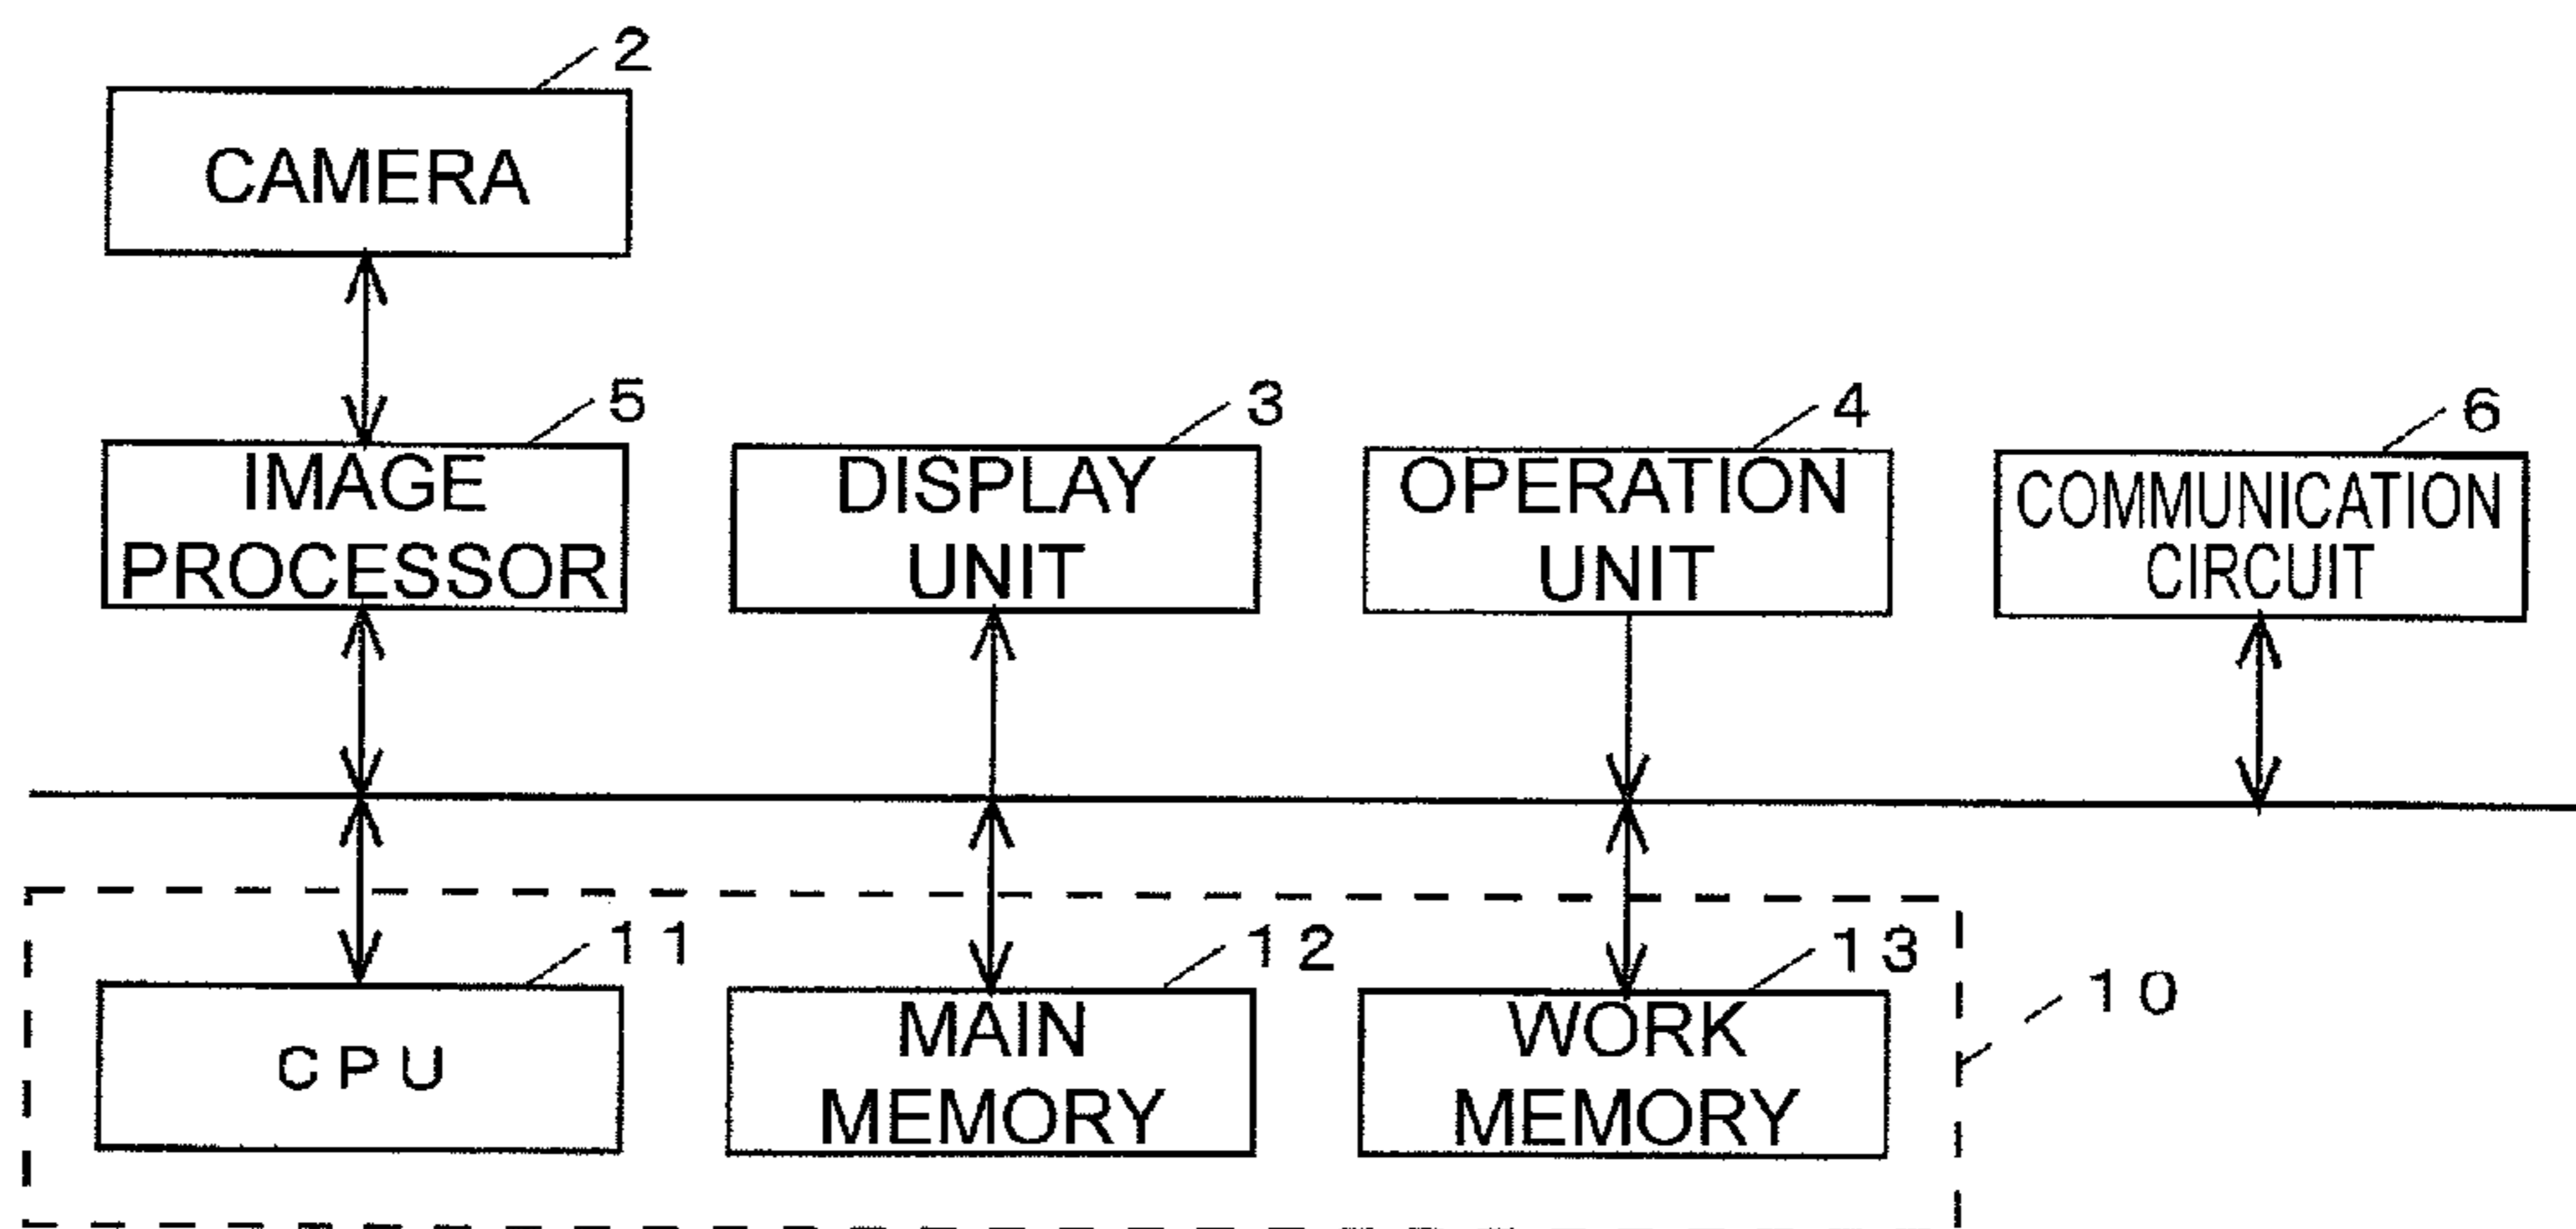 2
CAMERA
5
IMAGE
PROCESSOR
3
DISPLAY
UNIT
4
OPERATION
UNIT
6
COMMUNICATION
CIRCUIT
11
CPU
12
MAIN
MEMORY
13
WORK
MEMORY
10